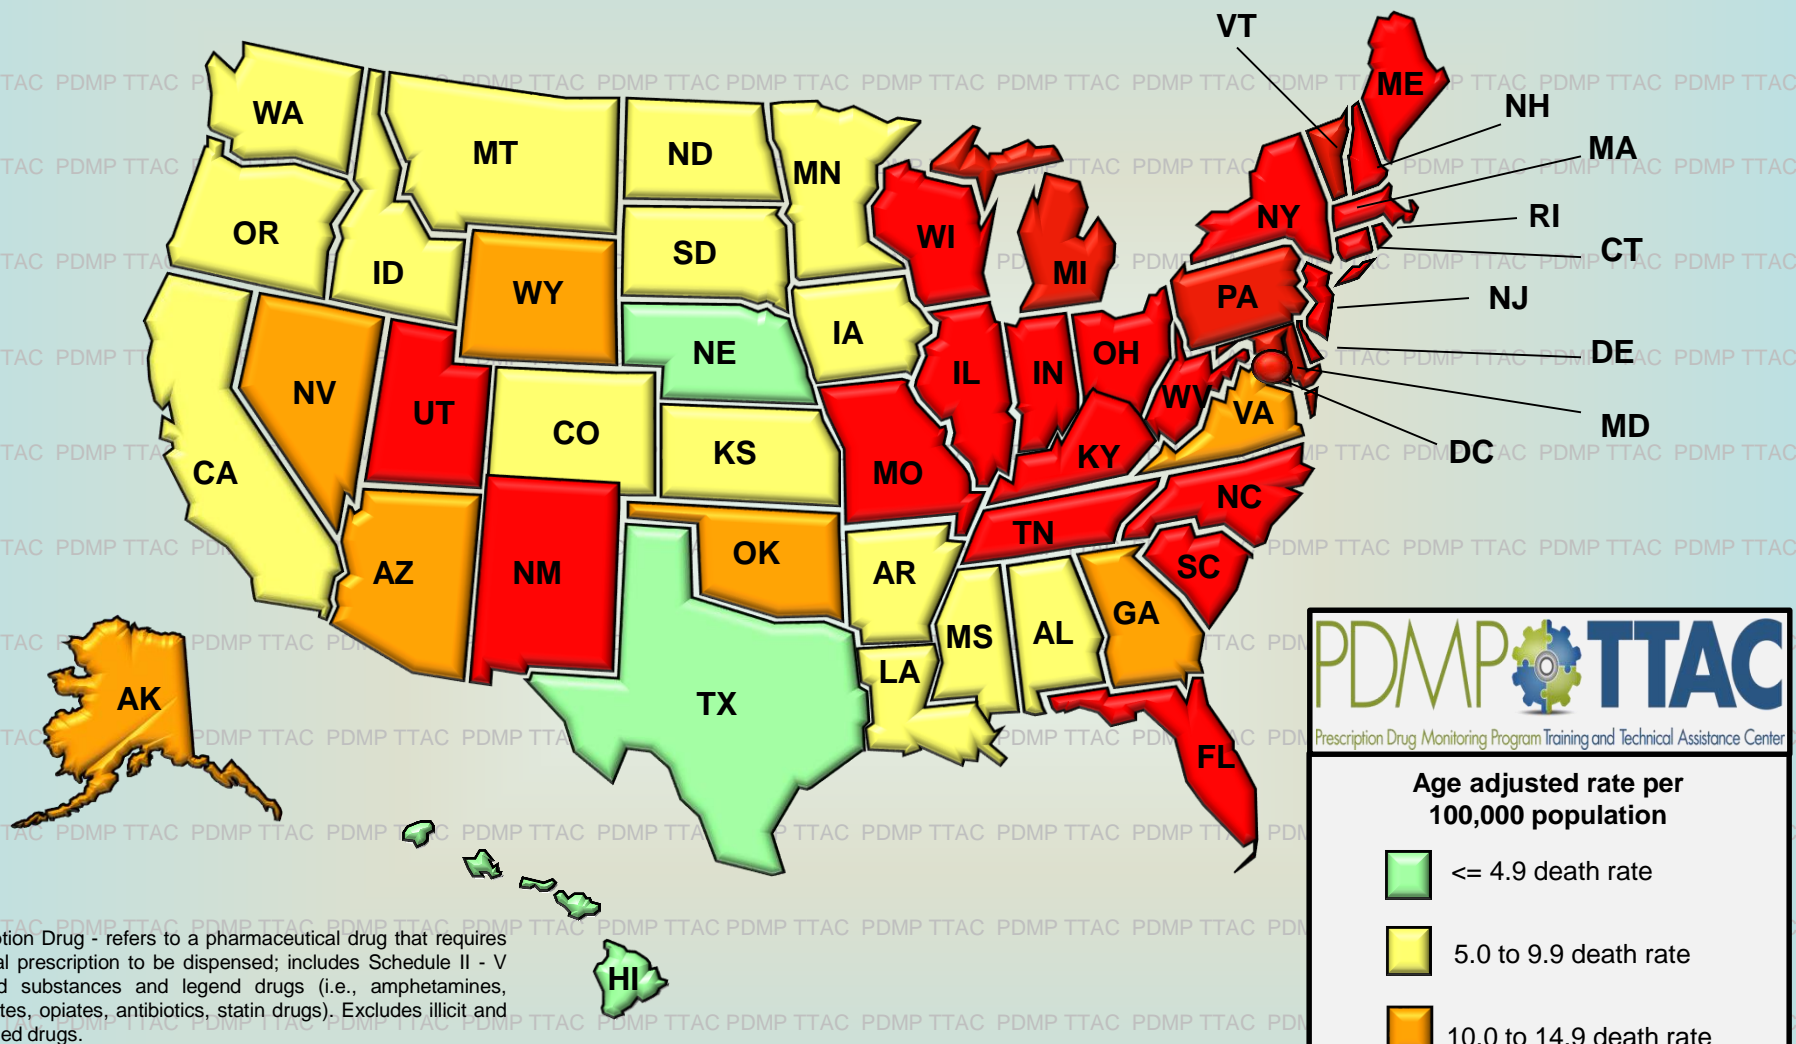 VT
ME
NH
WA
MA
MT
ND
MN
RI
NY
OR
WI
CT
SD
ID
MI
WY
PA
NJ
IA
NE
OH
DE
IL
IN
NV
WV
UT
VA
MD
CO
KS
DC
KY
CA
MO
NC
TN
OK
AZ
NM
AR
SC
GA
MS
AL
LA
AK
TX
FL
HI
PDMP TTAC
Prescription Drug Monitoring Program Training and Technical Assistance Center
Age adjusted rate per
100,000 population
<= 4.9 death rate
5.0 to 9.9 death rate
10.0 to 14.9 death rate
Drug - refers to a pharmaceutical drug that requires
prescription to be dispensed; includes Schedule II - V
substances and legend drugs (i.e., amphetamines,
opiates, antibiotics, statin drugs). Excludes illicit and
drugs.